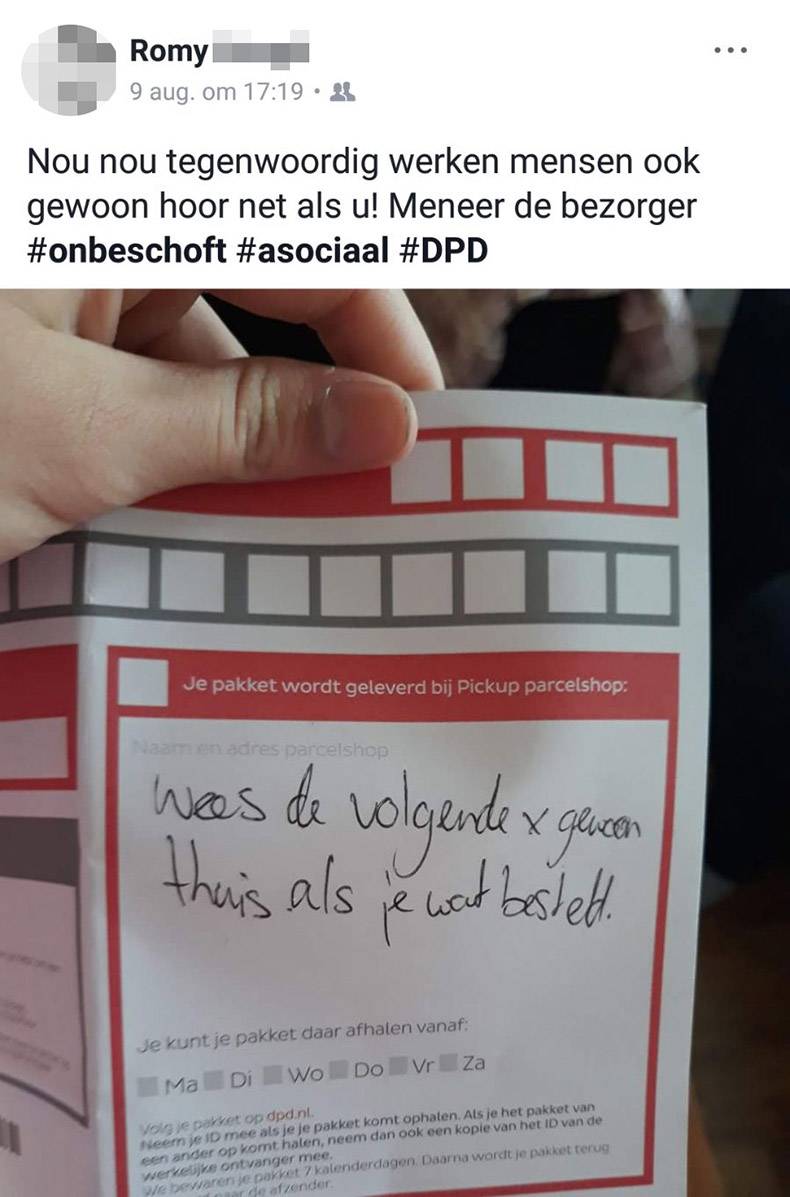 Romy
9 aug. om 17:19
Nou nou tegenwoordig werken mensen ook
gewoon hoor net als u! Meneer de bezorger
#onbeschoft #asociaal #DPD
Je pakket wordt geleverd bij Pickup parcelshop:
Naam en adres parcelshop
Wees de volgende x gewoon
thuis als je wat bestelt.
Je kunt je pakket daar afhalen vanaf:
Ma Di Wo Do Vr Za
Volg je pakket op dpd.nl.
Neem je ID mee als je je pakket komt ophalen. Als je het pakket van
een ander op komt halen, neem dan ook een kopie van het ID van de
werkelijke ontvanger mee.
We bewaren je pakket 7 kalenderdagen. Daarna wordt je pakket terug
naar de afzender.